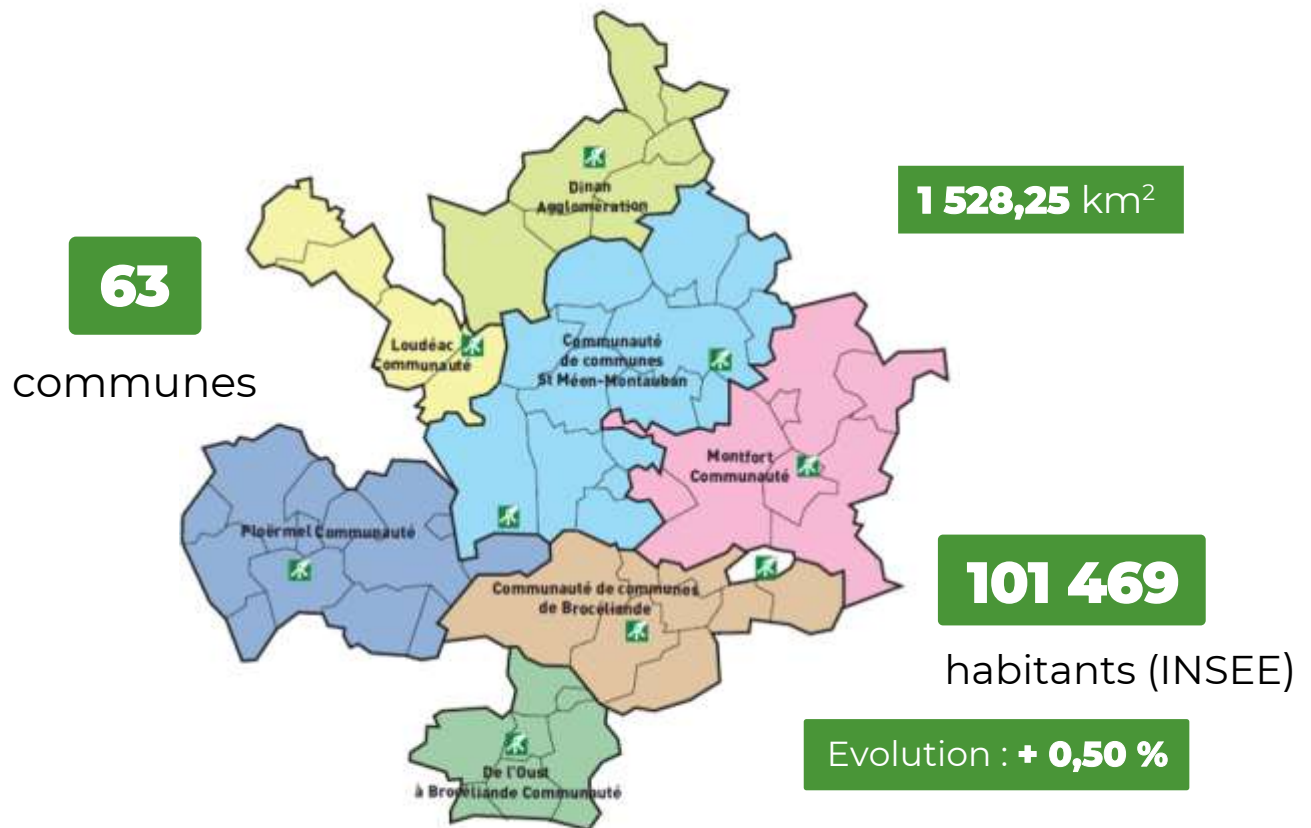 Dinan
Agglomération
1 528,25 km²
63
communes
Loudéac
Communauté
Communauté
de communes
St Méen-Montauban
Montfort
Communauté
Ploërmel Communauté
Communauté de communes
de Brocéliande
101 469
habitants (INSEE)
De l'Oust
à Brocéliande Communauté
Evolution : + 0,50 %